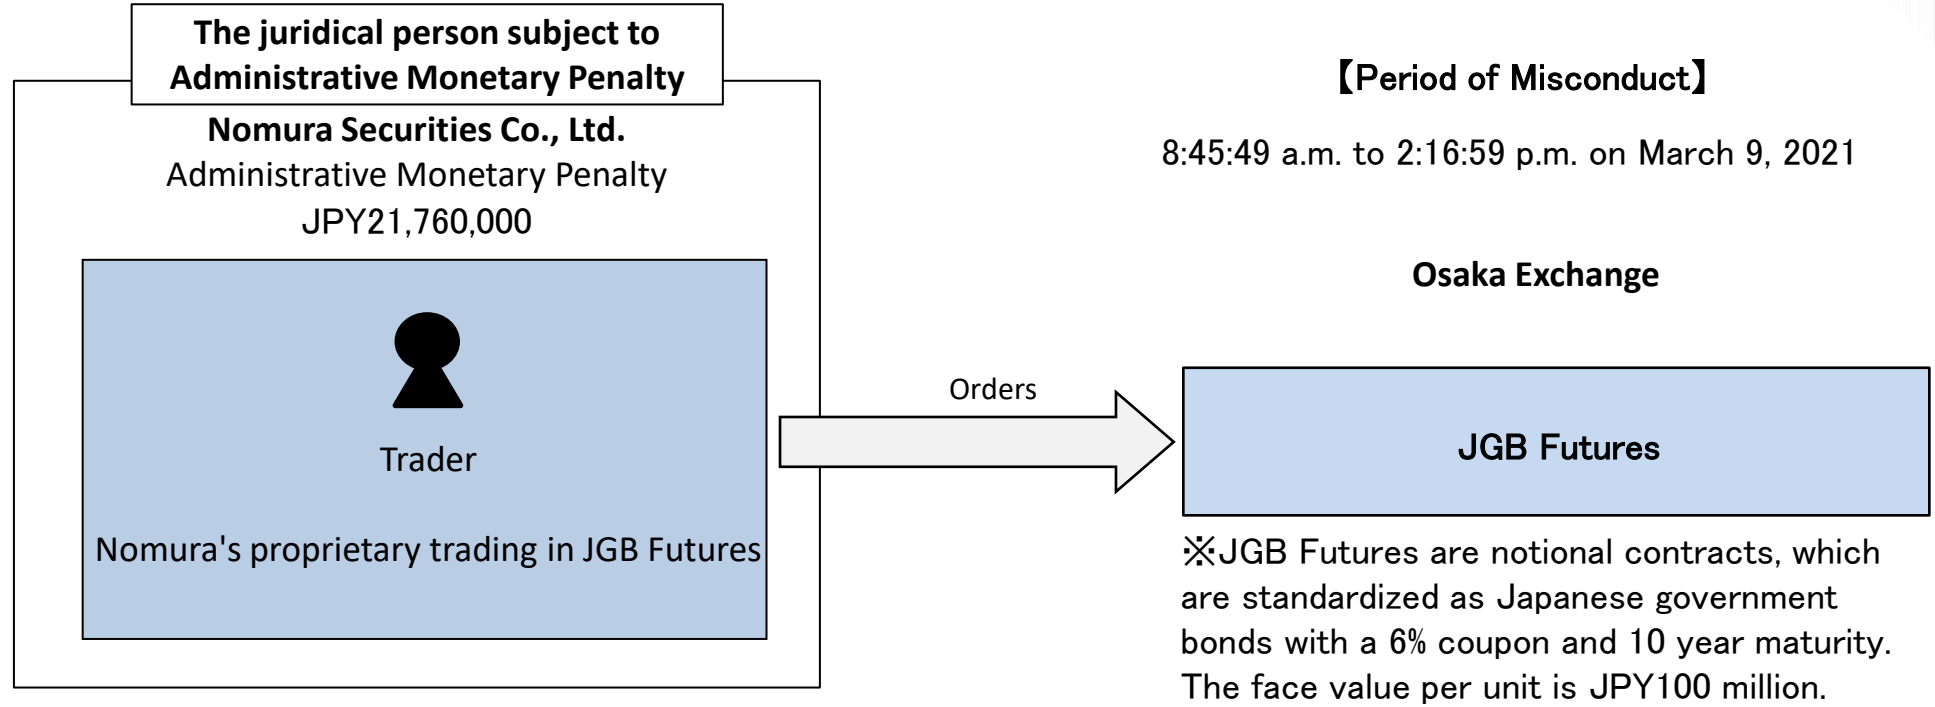 The juridical person subject to
Administrative Monetary Penalty
Nomura Securities Co., Ltd.
Administrative Monetary Penalty
JPY21,760,000
Trader
Nomura's proprietary trading in JGB Futures
Orders
【Period of Misconduct】
8:45:49 a.m. to 2:16:59 p.m. on March 9, 2021
Osaka Exchange
JGB Futures
※JGB Futures are notional contracts, which
are standardized as Japanese government
bonds with a 6% coupon and 10 year maturity.
The face value per unit is JPY100 million.